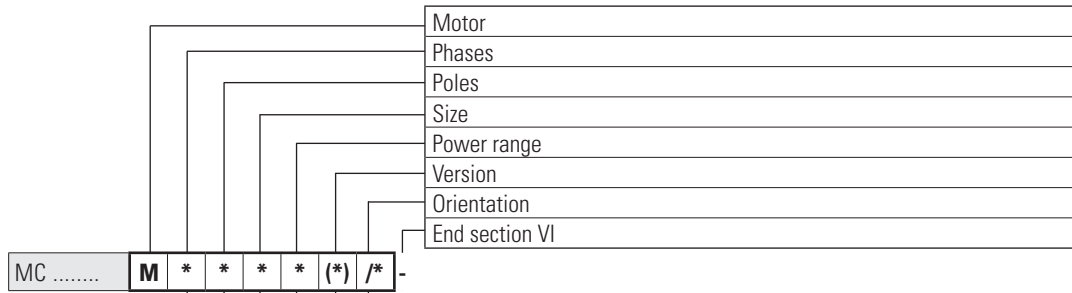 Motor
Phases
Poles
Size
Power range
Version
Orientation
End section VI
MC ........ M * * * * (*) /* -